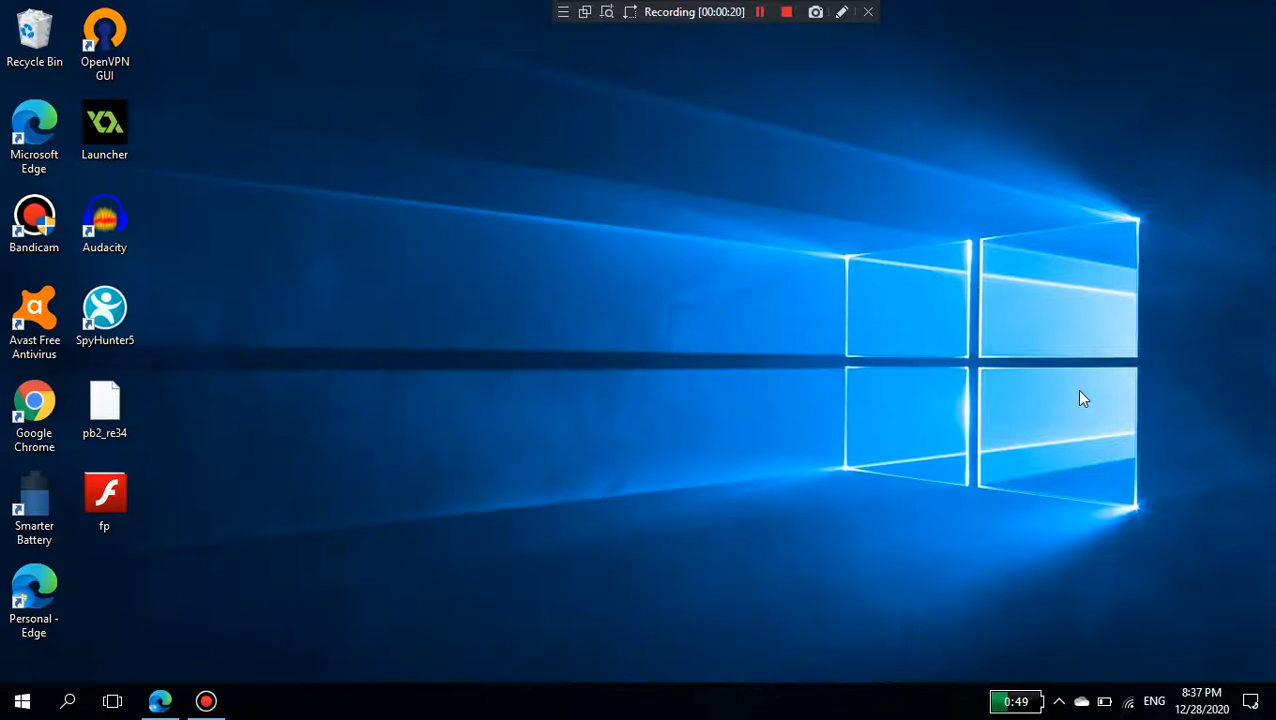 Recording [00:00:20]
Recycle Bin
OpenVPN
GUI
Microsoft
Edge
Launcher
Bandicam
Audacity
Avast Free
Antivirus
SpyHunter5
Google
Chrome
pb2_re34
Smarter
Battery
fp
Personal -
Edge
0:49
ENG
8:37 PM
12/28/2020